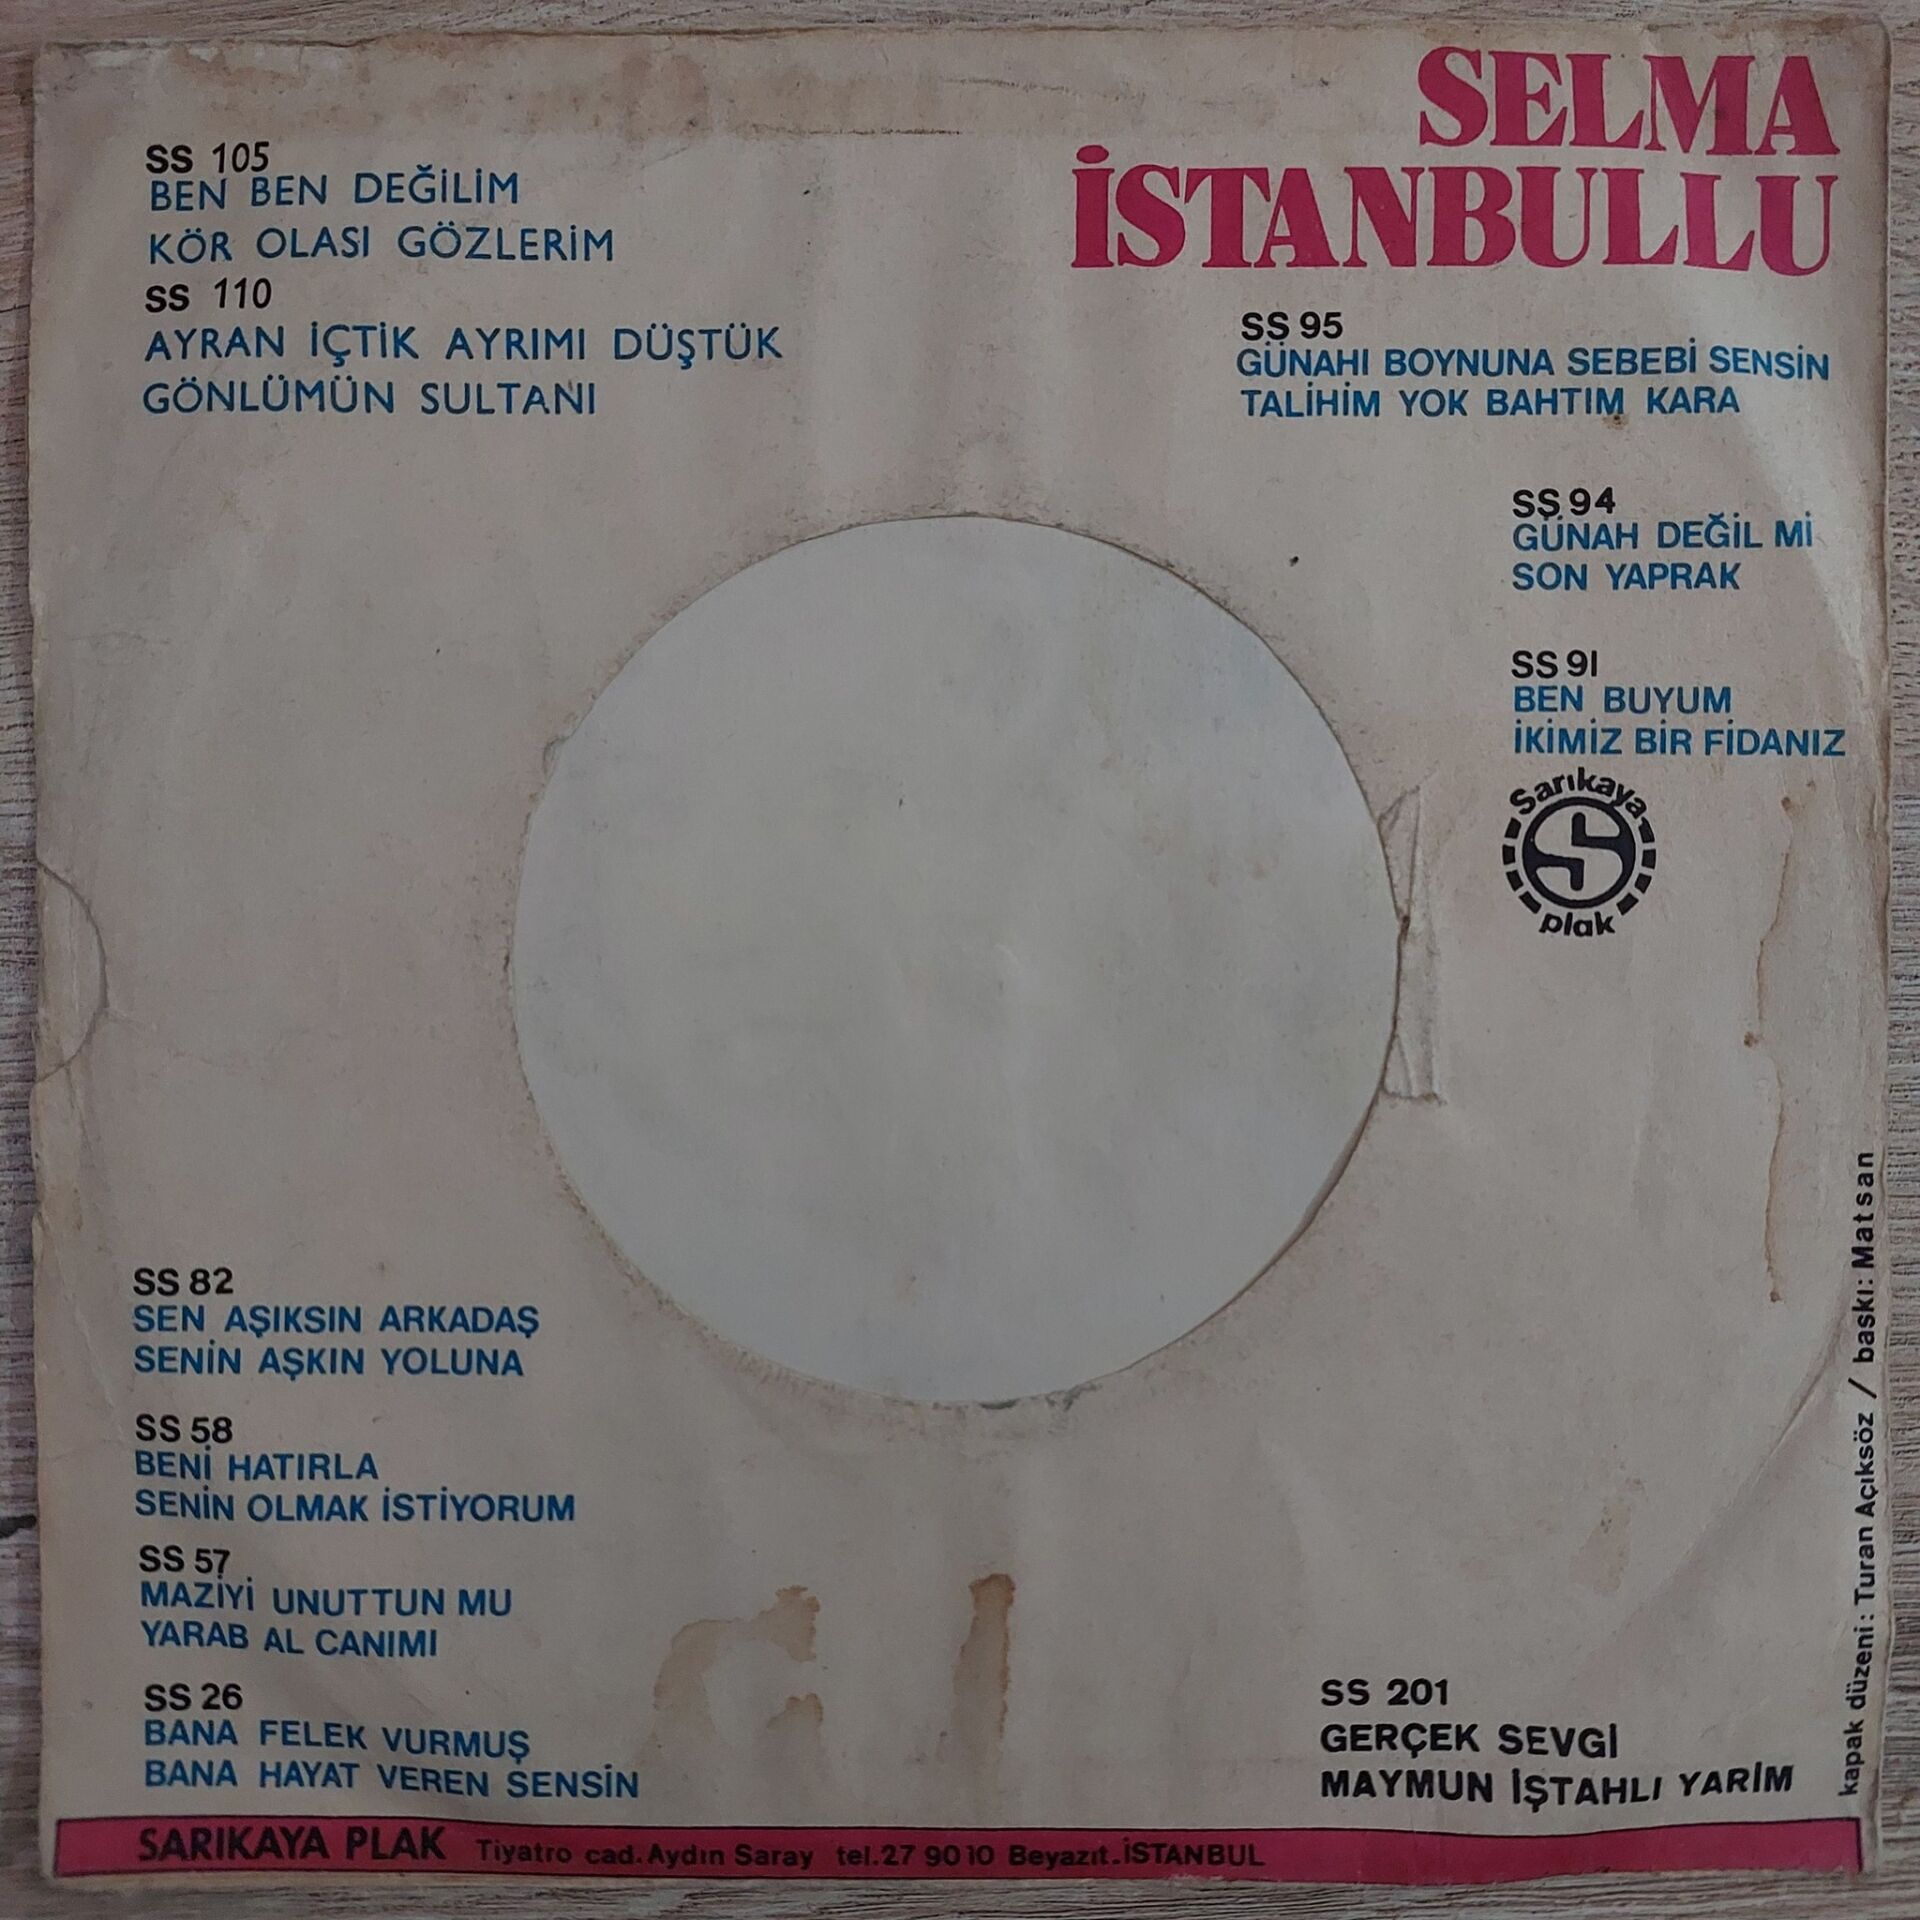 SELMA
İSTANBULLU
SS 105
BEN BEN DEĞİLİM
KÖR OLASI GÖZLERİM
SS 110
AYRAN İÇTİK AYRIMI DÜŞTÜK
GÖNLÜMÜN SULTANI
SS 95
GÜNAHI BOYNUNA SEBEBİ SENSİN
TALİHİM YOK BAHTIM KARA
SS 94
GÜNAH DEĞİL Mİ
SON YAPRAK
SS 91
BEN BUYUM
İKİMİZ BİR FİDANIZ
Sarıkaya
S
plak
SS 82
SEN AŞIKSIN ARKADAŞ
SENİN AŞKIN YOLUNA
SS 58
BENİ HATIRLA
SENİN OLMAK İSTİYORUM
SS 57
MAZİYİ UNUTTUN MU
YARAB AL CANIMI
SS 26
BANA FELEK VURMUŞ
BANA HAYAT VEREN SENSİN
SS 201
GERÇEK SEVGİ
MAYMUN İŞTAHLI YARİM
kapak düzeni: Turan Açıksöz / baskı: Matsan
SARIKAYA PLAK Tiyatro cad. Aydın Saray tel. 27 90 10 Beyazıt. İSTANBUL